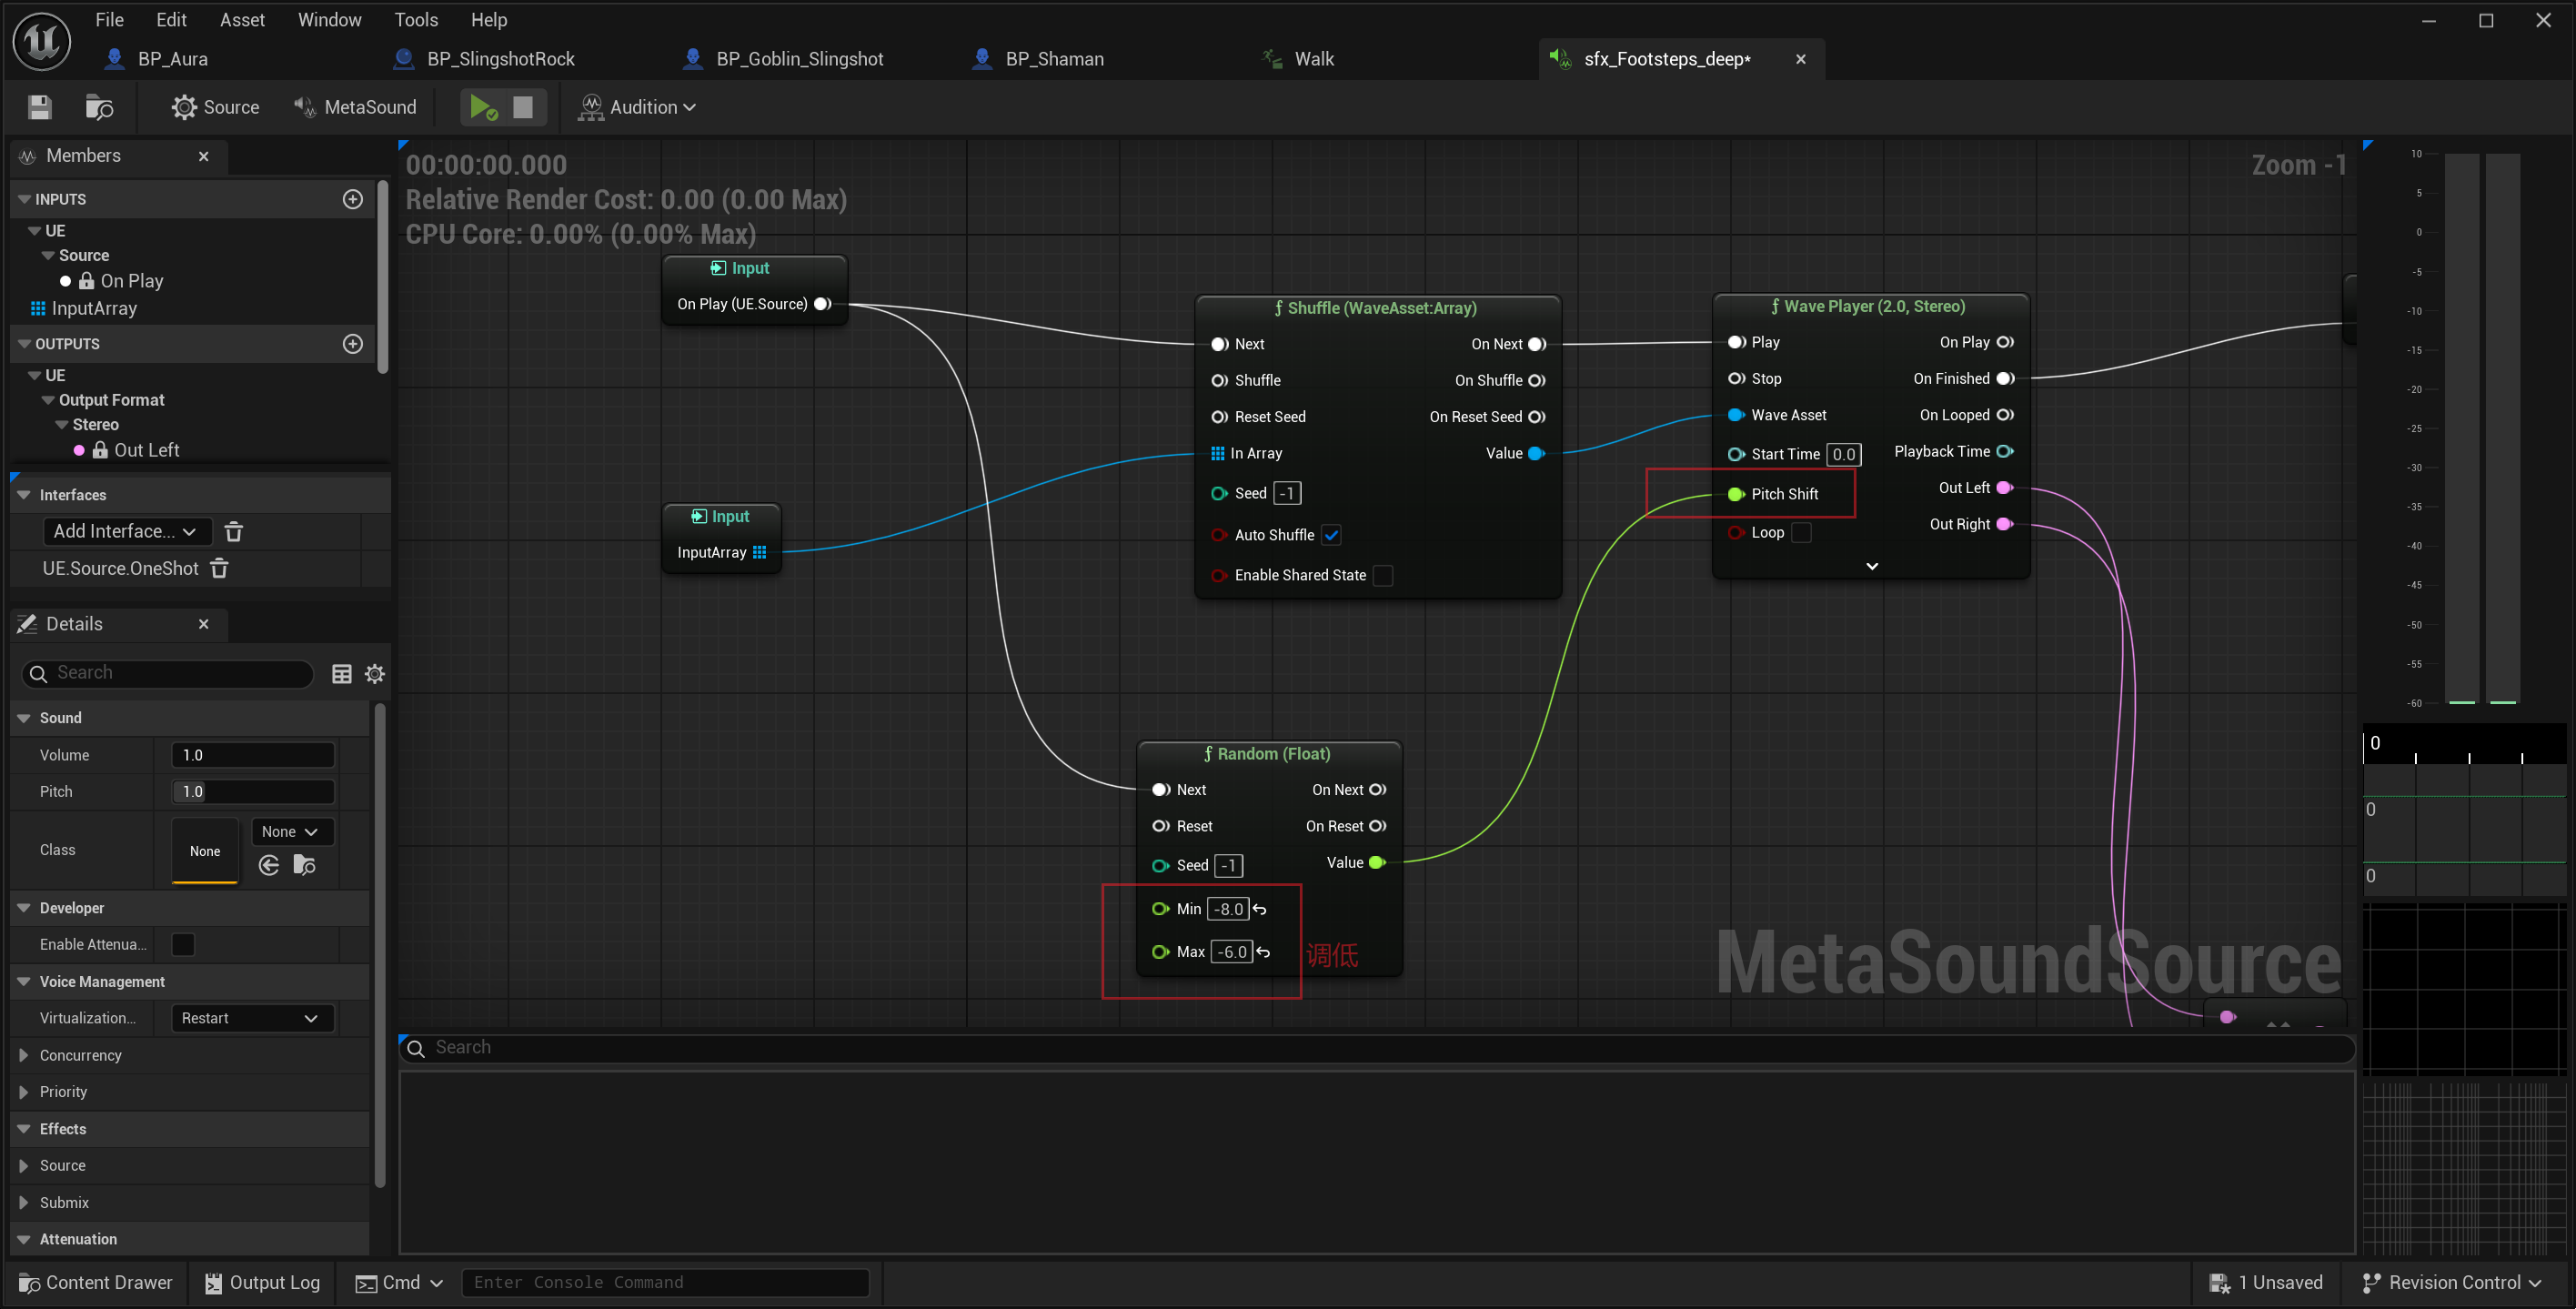 File Edit Asset Window Tools Help
BP_Aura BP_SlingshotRock BP_Goblin_Slingshot BP_Shaman Walk sfx_Footsteps_deep*
Source MetaSound Audition
Members
INPUTS
UE
Source
On Play
InputArray
OUTPUTS
UE
Output Format
Stereo
Out Left
Interfaces
Add Interface...
UE.Source.OneShot
Details
Search
Sound
Volume 1.0
Pitch 1.0
Class None None
Developer
Enable Attenua...
Voice Management
Virtualization... Restart
Concurrency
Priority
Effects
Source
Submix
Attenuation
00:00:00.000
Relative Render Cost: 0.00 (0.00 Max)
CPU Core: 0.00% (0.00% Max)
Zoom -1
Input
On Play (UE.Source)
Input
InputArray
Shuffle (WaveAsset:Array)
Next On Next
Shuffle On Shuffle
Reset Seed On Reset Seed
In Array Value
Seed -1
Auto Shuffle
Enable Shared State
Wave Player (2.0, Stereo)
Play On Play
Stop On Finished
Wave Asset On Looped
Start Time 0.0 Playback Time
Pitch Shift Out Left
Loop Out Right
Random (Float)
Next On Next
Reset On Reset
Seed -1 Value
Min -8.0
Max -6.0
调低
MetaSoundSource
Search
10
5
0
-5
-10
-15
-20
-25
-30
-35
-40
-45
-50
-55
-60
0
0
0
Content Drawer Output Log Cmd Enter Console Command 1 Unsaved Revision Control